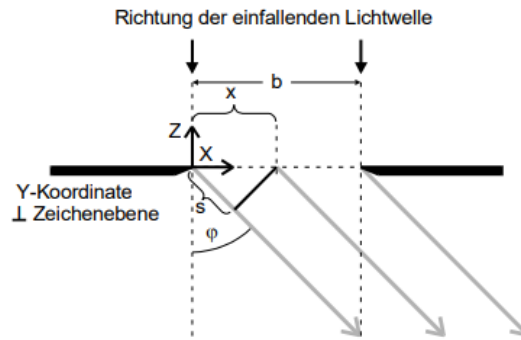 Richtung der einfallenden Lichtwelle
b
x
Z
X
Y-Koordinate
⊥ Zeichenebene
s
φ